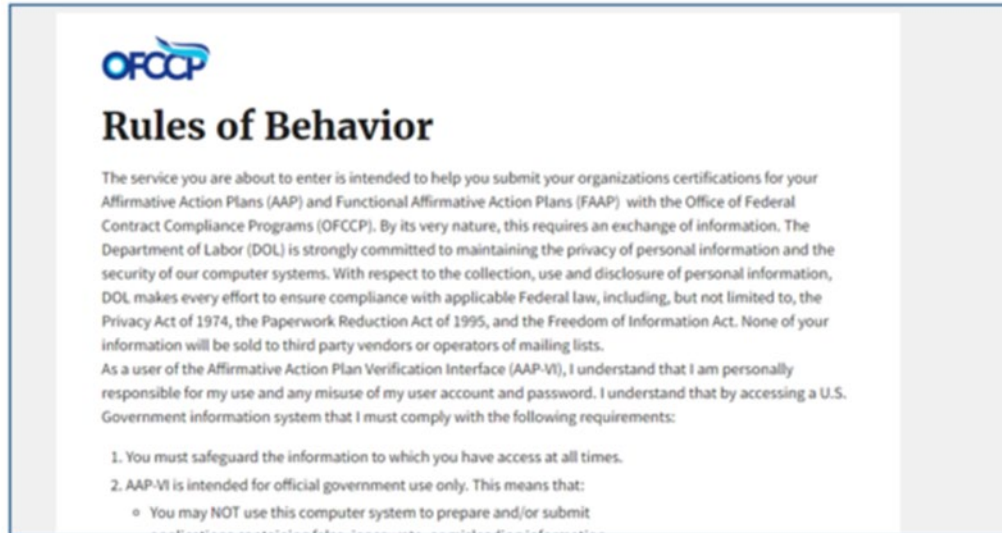 OFCCP
Rules of Behavior
The service you are about to enter is intended to help you submit your organizations certifications for your
Affirmative Action Plans (AAP) and Functional Affirmative Action Plans (FAAP) with the Office of Federal
Contract Compliance Programs (OFCCP). By its very nature, this requires an exchange of information. The
Department of Labor (DOL) is strongly committed to maintaining the privacy of personal information and the
security of our computer systems. With respect to the collection, use and disclosure of personal information,
DOL makes every effort to ensure compliance with applicable Federal law, including, but not limited to, the
Privacy Act of 1974, the Paperwork Reduction Act of 1995, and the Freedom of Information Act. None of your
information will be sold to third party vendors or operators of mailing lists.
As a user of the Affirmative Action Plan Verification Interface (AAP-VI), I understand that I am personally
responsible for my use and any misuse of my user account and password. I understand that by accessing a U.S.
Government information system that I must comply with the following requirements:
1. You must safeguard the information to which you have access at all times.
2. AAP-VI is intended for official government use only. This means that:
You may NOT use this computer system to prepare and/or submit